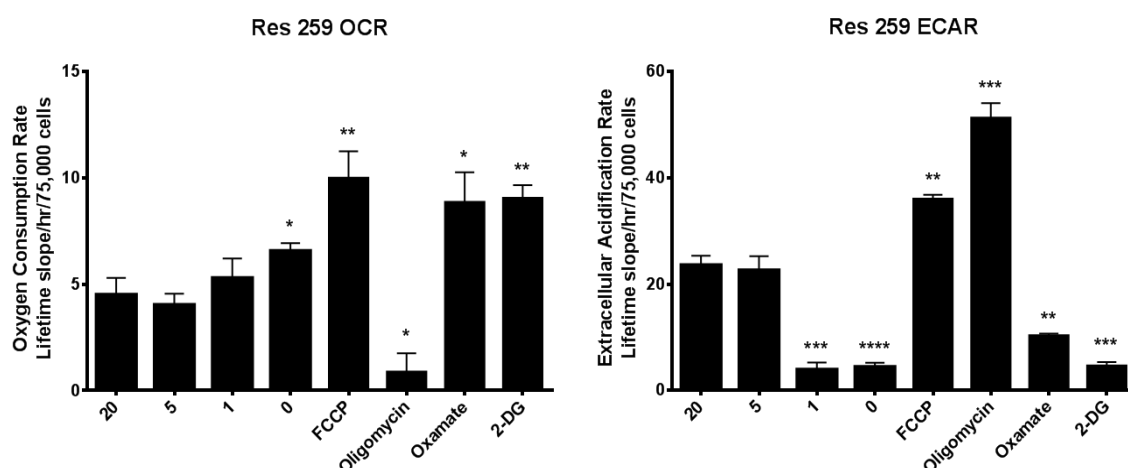 Res 259 OCR
Oxygen Consumption Rate
Lifetime slope/hr/75,000 cells
15
10
5
0
*
**
*
*
**
20
5
1
0
FCCP
Oligomycin
Oxamate
2-DG
Res 259 ECAR
Extracellular Acidification Rate
Lifetime slope/hr/75,000 cells
60
40
20
0
***
****
**
***
**
***
20
5
1
0
FCCP
Oligomycin
Oxamate
2-DG